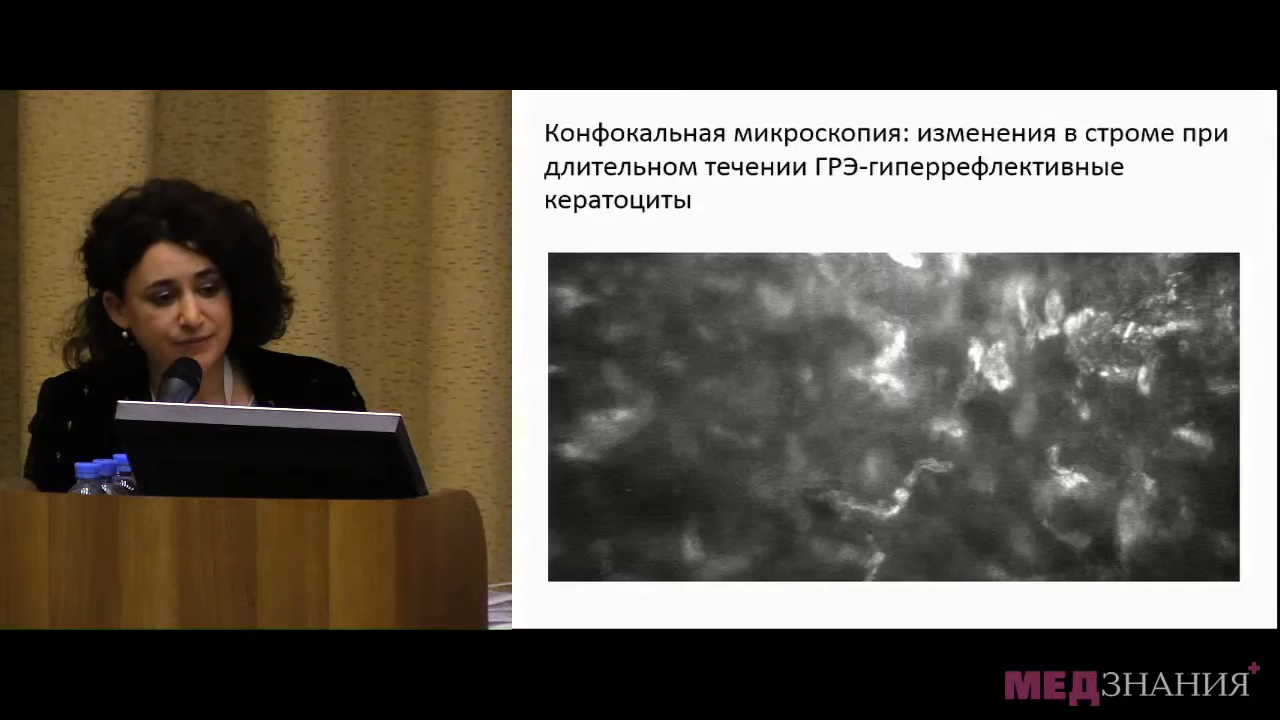 Конфокальная микроскопия: изменения в строме при
длительном течении ГРЭ-гиперрефлективные
кератоциты
МЕДЗНАНИЯ+